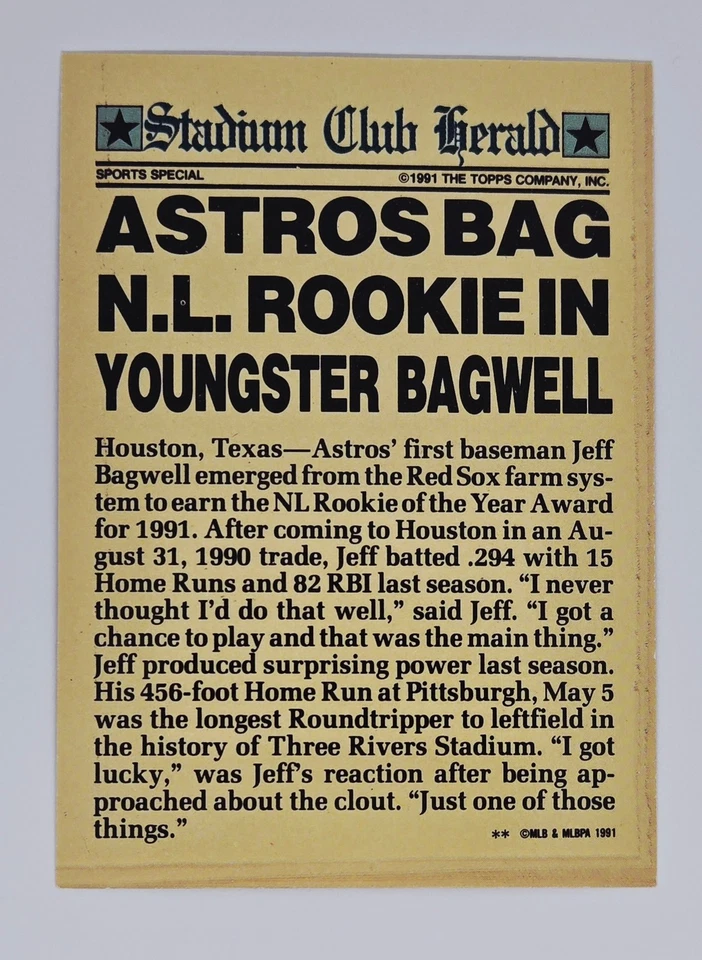 Stadium Club Herald
SPORTS SPECIAL ©1991 THE TOPPS COMPANY, INC.
ASTROS BAG
N.L. ROOKIE IN
YOUNGSTER BAGWELL
Houston, Texas—Astros' first baseman Jeff
Bagwell emerged from the Red Sox farm sys-
tem to earn the NL Rookie of the Year Award
for 1991. After coming to Houston in an Au-
gust 31, 1990 trade, Jeff batted .294 with 15
Home Runs and 82 RBI last season. “I never
thought I'd do that well,” said Jeff. “I got a
chance to play and that was the main thing.”
Jeff produced surprising power last season.
His 456-foot Home Run at Pittsburgh, May 5
was the longest Roundtripper to leftfield in
the history of Three Rivers Stadium. “I got
lucky,” was Jeff's reaction after being ap-
proached about the clout. “Just one of those
things.” ** ©MLB & MLBPA 1991